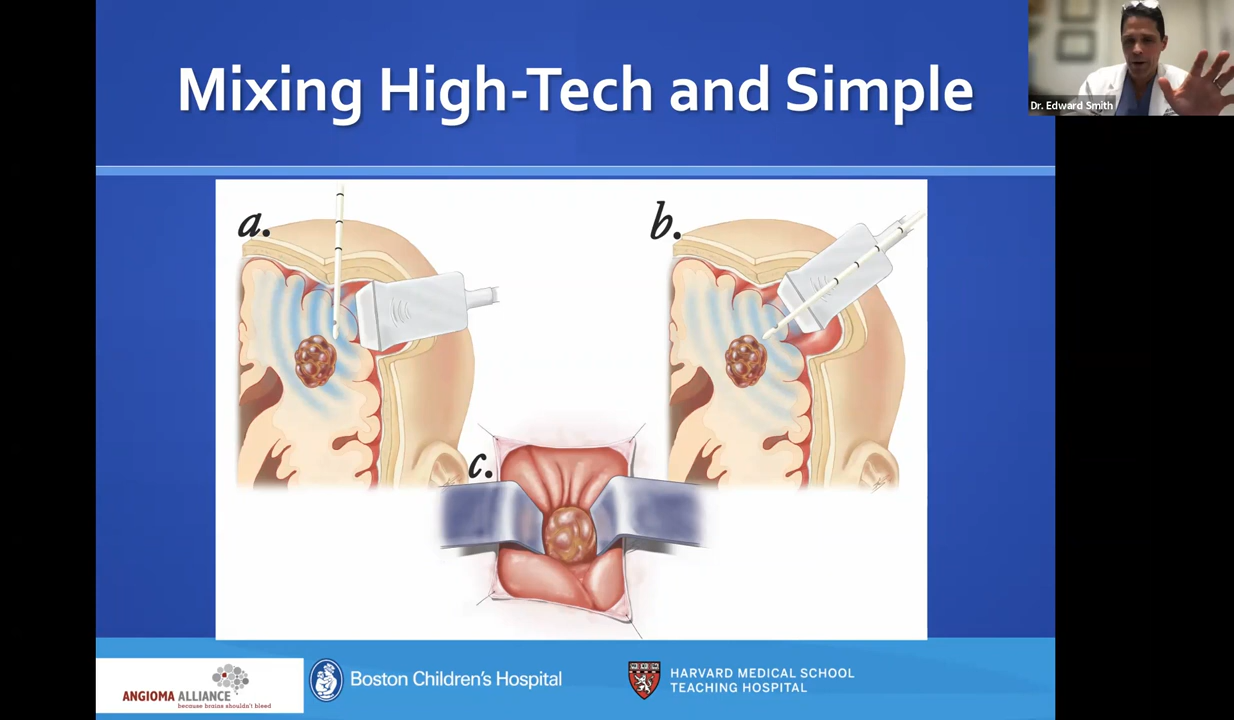 Mixing High-Tech and Simple
Dr. Edward Smith
a.
b.
c.
ANGIOMA ALLIANCE
because brains shouldn't bleed
Boston Children's Hospital
HARVARD MEDICAL SCHOOL
TEACHING HOSPITAL